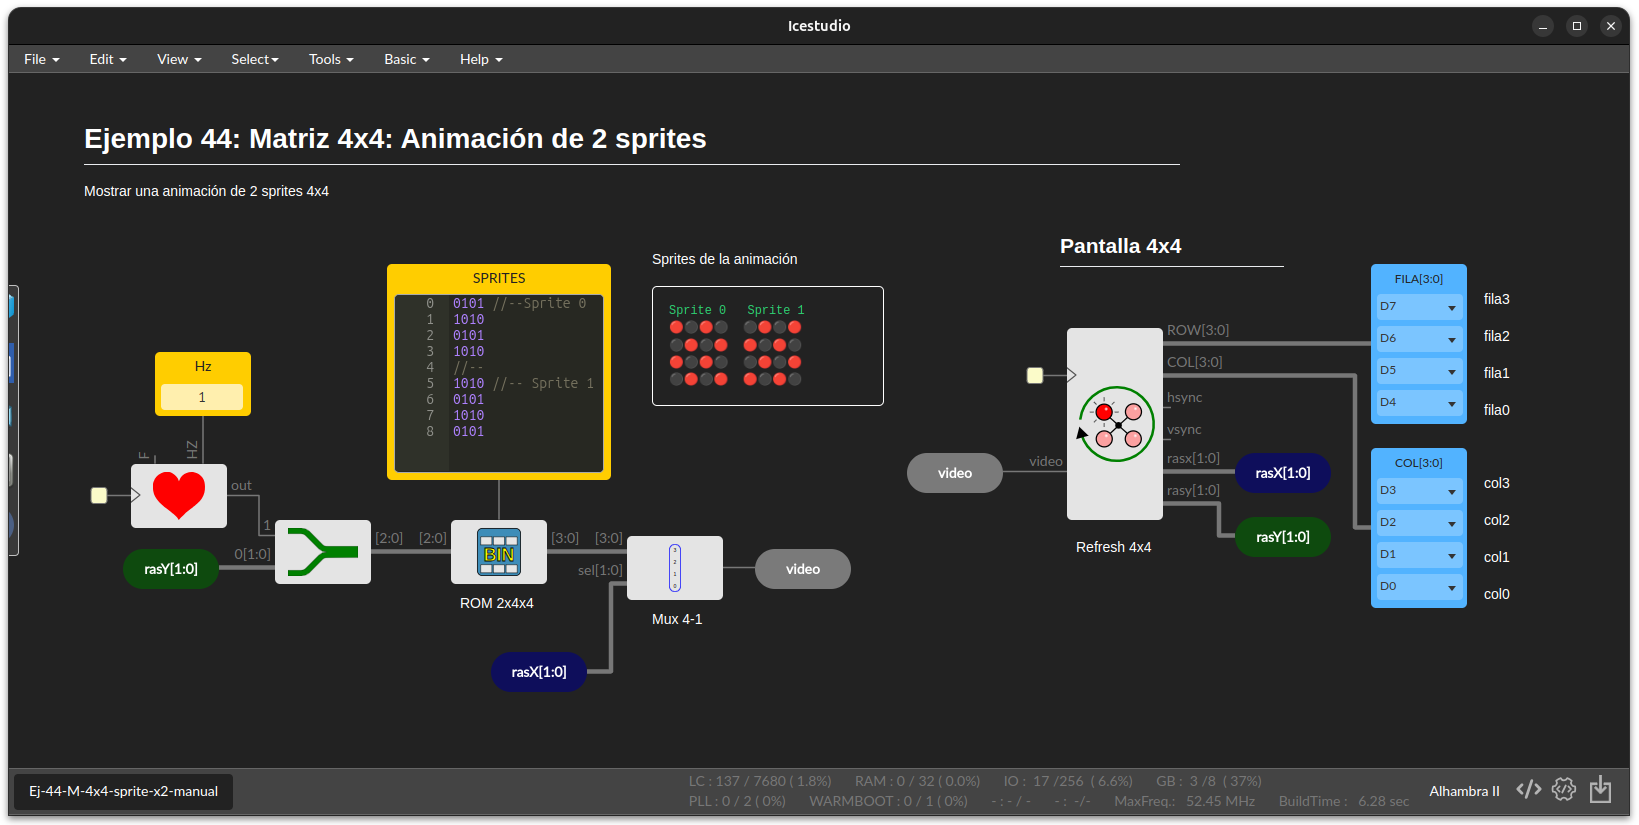 Icestudio
File Edit View Select Tools Basic Help
Ejemplo 44: Matriz 4x4: Animación de 2 sprites
Mostrar una animación de 2 sprites 4x4
Hz
1
F
HZ
out
rasY[1:0]
1
0[1:0]
[2:0]
SPRITES
0 0101 //--Sprite 0
1 1010
2 0101
3 1010
4 //--
5 1010 //-- Sprite 1
6 0101
7 1010
8 0101
[2:0]
BIN
[3:0]
ROM 2x4x4
Sprites de la animación
Sprite 0 Sprite 1
[3:0]
sel[1:0]
3
2
1
0
Mux 4-1
rasX[1:0]
video
Pantalla 4x4
video
video
ROW[3:0]
COL[3:0]
hsync
vsync
rasx[1:0]
rasy[1:0]
Refresh 4x4
rasX[1:0]
rasY[1:0]
FILA[3:0]
D7 fila3
D6 fila2
D5 fila1
D4 fila0
COL[3:0]
D3 col3
D2 col2
D1 col1
D0 col0
Ej-44-M-4x4-sprite-x2-manual
LC : 137 / 7680 ( 1.8%) RAM : 0 / 32 ( 0.0%) IO : 17 /256 ( 6.6%) GB : 3 /8 ( 37%)
PLL : 0 / 2 ( 0%) WARMBOOT : 0 / 1 ( 0%) - : - / - - : -/- MaxFreq.: 52.45 MHz BuildTime : 6.28 sec
Alhambra II